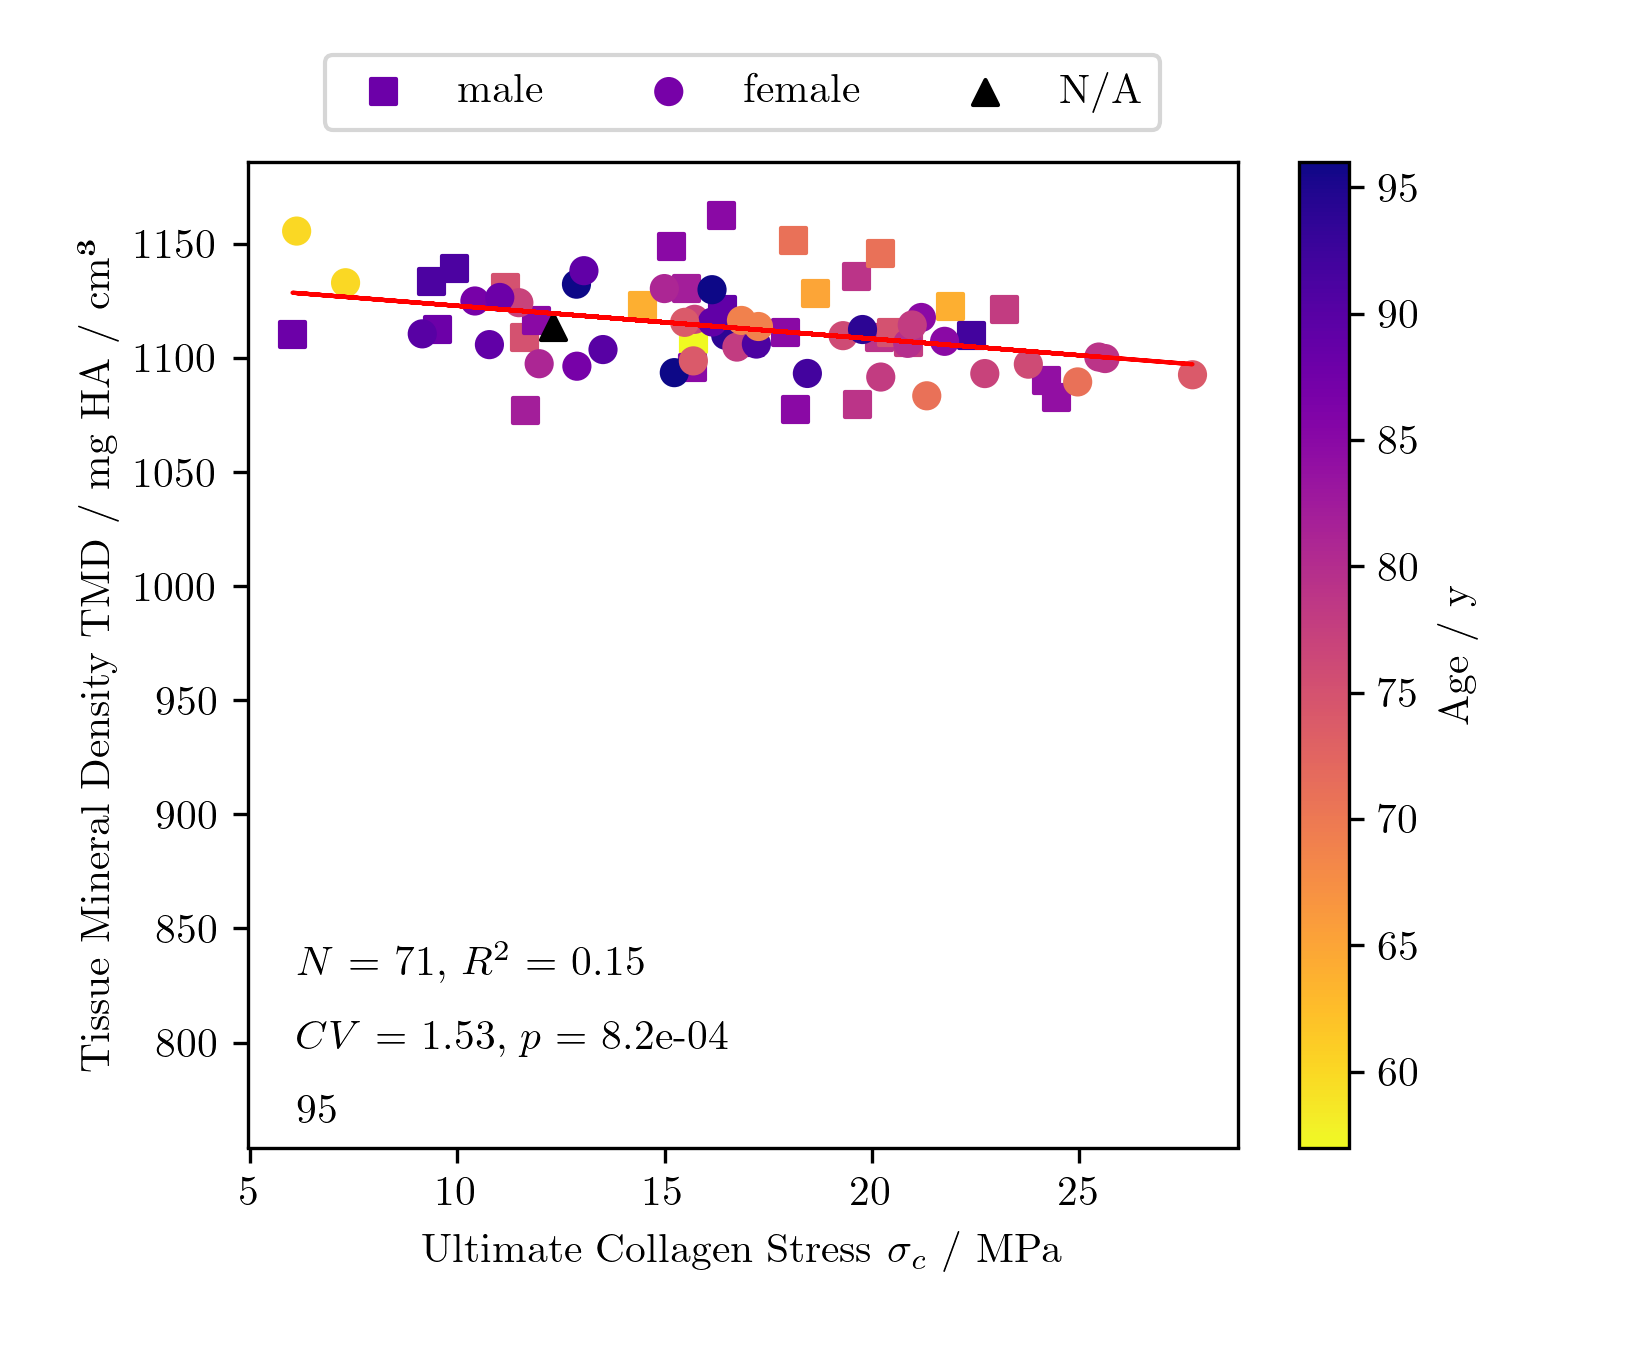 male female N/A
1150
1100
1050
1000
950
900
850
800
Tissue Mineral Density TMD / mg HA / cm³
N = 71, R² = 0.15
CV = 1.53, p = 8.2e-04
95
5 10 15 20 25
Ultimate Collagen Stress σ_c / MPa
95
90
85
80
75
70
65
60
Age / y